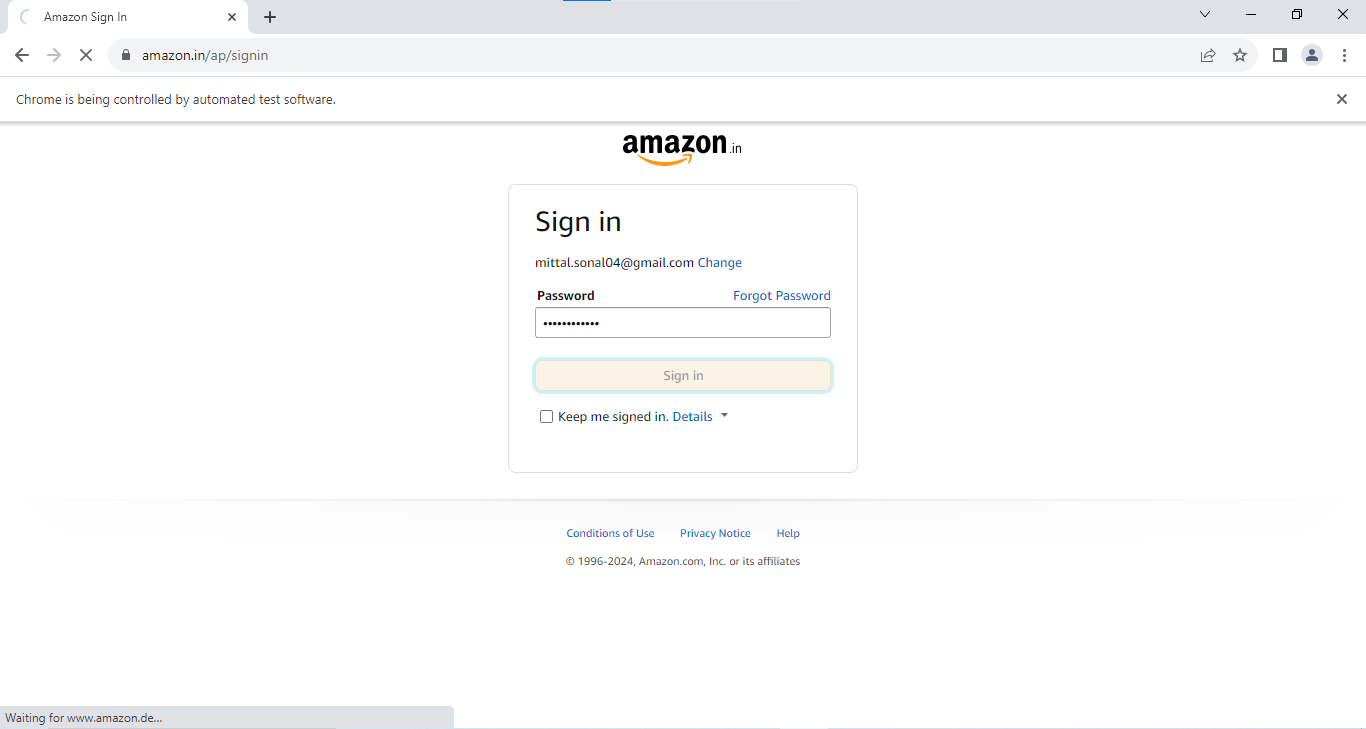 Amazon Sign In
amazon.in/ap/signin
Chrome is being controlled by automated test software.
amazon.in
Sign in
mittal.sonal04@gmail.com Change
Password Forgot Password
••••••••••••
Sign in
Keep me signed in. Details
Conditions of Use Privacy Notice Help
© 1996-2024, Amazon.com, Inc. or its affiliates
Waiting for www.amazon.de...